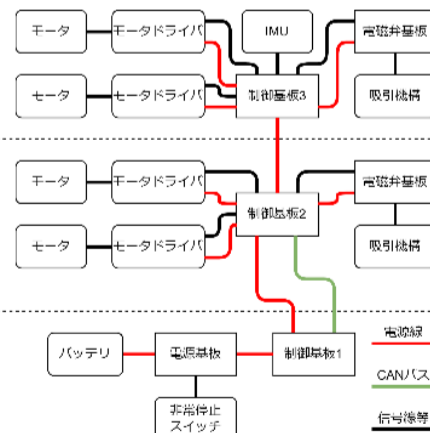 モータ
モータドライバ
IMU
電磁弁基板
モータ
モータドライバ
制御基板3
吸引機構
モータ
モータドライバ
電磁弁基板
制御基板2
モータ
モータドライバ
吸引機構
バッテリ
電源基板
制御基板1
電源線
CANバス
非常停止
スイッチ
信号線等